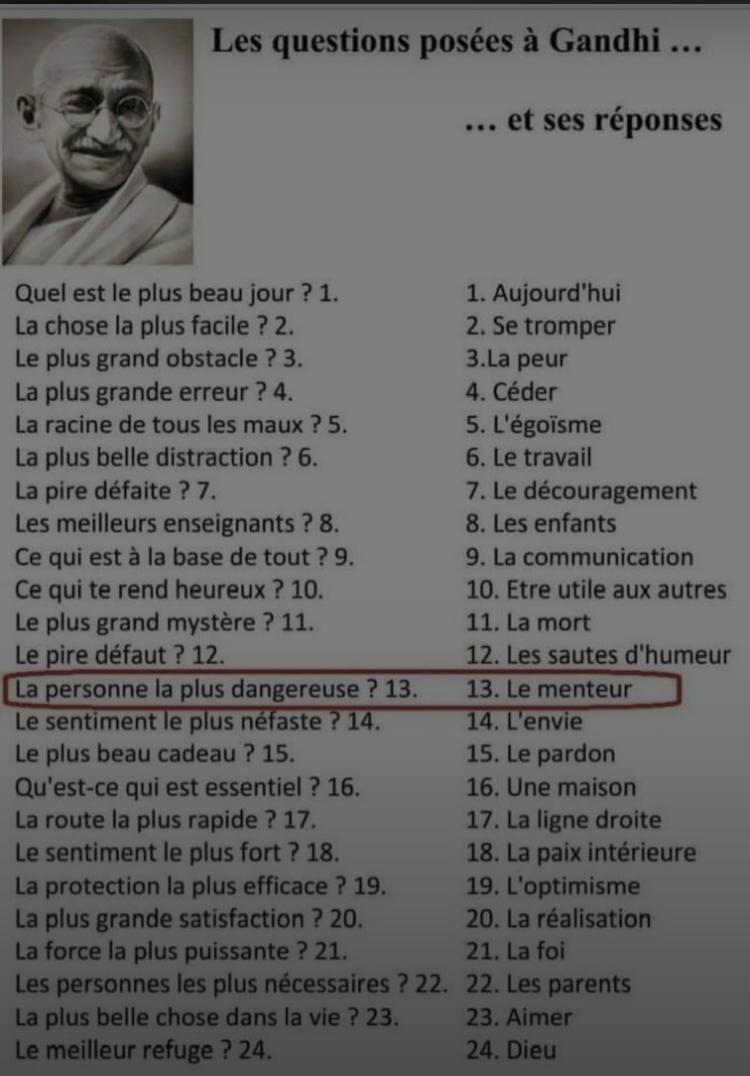 Les questions posées à Gandhi ...
... et ses réponses
Quel est le plus beau jour ? 1. 1. Aujourd'hui
La chose la plus facile ? 2. 2. Se tromper
Le plus grand obstacle ? 3. 3.La peur
La plus grande erreur ? 4. 4. Céder
La racine de tous les maux ? 5. 5. L'égoïsme
La plus belle distraction ? 6. 6. Le travail
La pire défaite ? 7. 7. Le découragement
Les meilleurs enseignants ? 8. 8. Les enfants
Ce qui est à la base de tout ? 9. 9. La communication
Ce qui te rend heureux ? 10. 10. Etre utile aux autres
Le plus grand mystère ? 11. 11. La mort
Le pire défaut ? 12. 12. Les sautes d'humeur
La personne la plus dangereuse ? 13. 13. Le menteur
Le sentiment le plus néfaste ? 14. 14. L'envie
Le plus beau cadeau ? 15. 15. Le pardon
Qu'est-ce qui est essentiel ? 16. 16. Une maison
La route la plus rapide ? 17. 17. La ligne droite
Le sentiment le plus fort ? 18. 18. La paix intérieure
La protection la plus efficace ? 19. 19. L'optimisme
La plus grande satisfaction ? 20. 20. La réalisation
La force la plus puissante ? 21. 21. La foi
Les personnes les plus nécessaires ? 22. 22. Les parents
La plus belle chose dans la vie ? 23. 23. Aimer
Le meilleur refuge ? 24. 24. Dieu